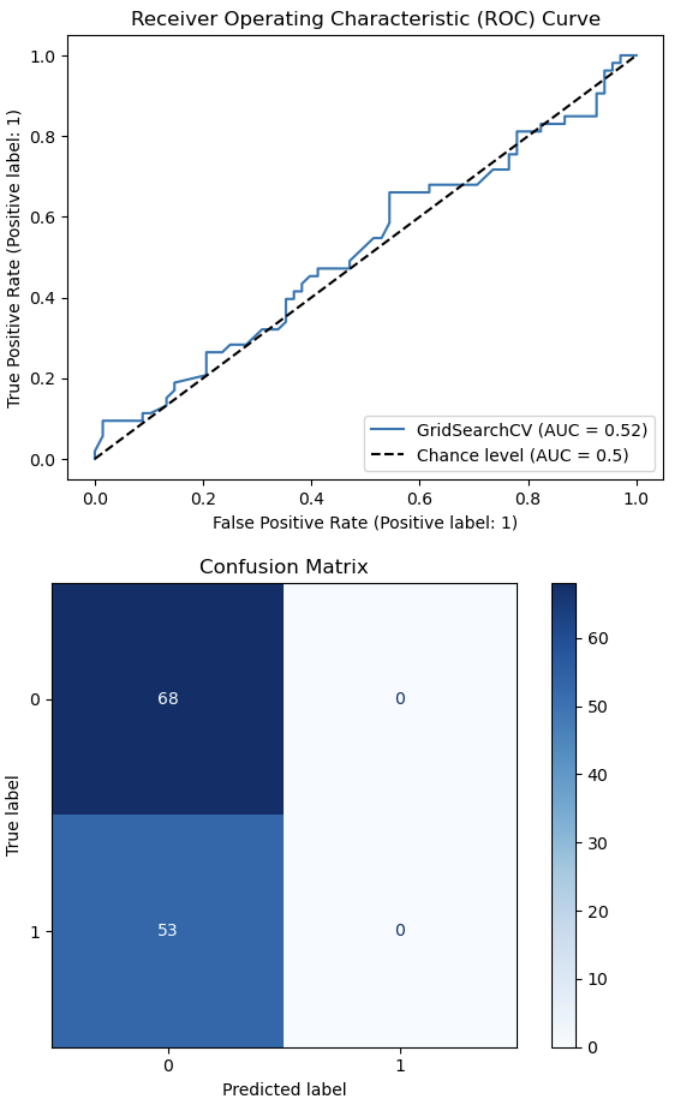 Receiver Operating Characteristic (ROC) Curve
True Positive Rate (Positive label: 1)
1.0
0.8
0.6
0.4
0.2
0.0
GridSearchCV (AUC = 0.52)
Chance level (AUC = 0.5)
0.0 0.2 0.4 0.6 0.8 1.0
False Positive Rate (Positive label: 1)
Confusion Matrix
True label
0
1
68 0
53 0
0 1
Predicted label
60
50
40
30
20
10
0